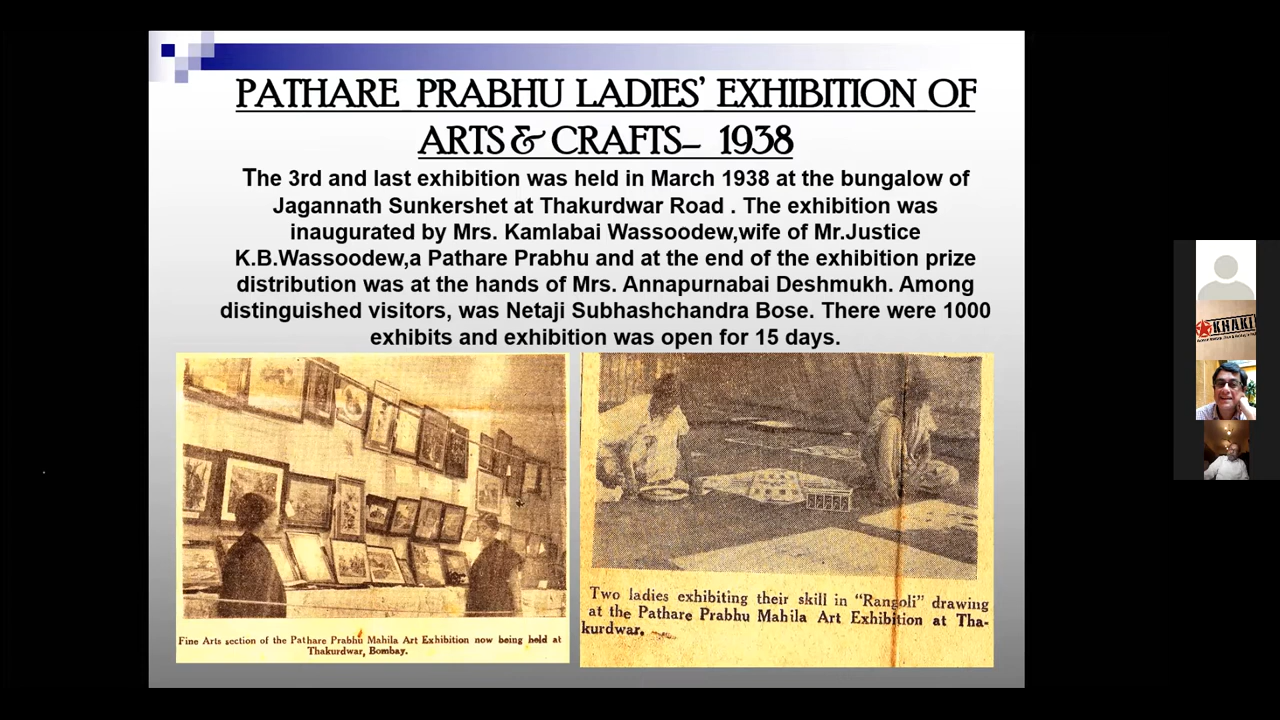 PATHARE PRABHU LADIES' EXHIBITION OF
ARTS & CRAFTS– 1938
The 3rd and last exhibition was held in March 1938 at the bungalow of
Jagannath Sunkershet at Thakurdwar Road . The exhibition was
inaugurated by Mrs. Kamlabai Wassoodew,wife of Mr.Justice
K.B.Wassoodew,a Pathare Prabhu and at the end of the exhibition prize
distribution was at the hands of Mrs. Annapurnabai Deshmukh. Among
distinguished visitors, was Netaji Subhashchandra Bose. There were 1000
exhibits and exhibition was open for 15 days.
Fine Arts section of the Pathare Prabhu Mahila Art Exhibition now being held at
Thakurdwar, Bombay.
Two ladies exhibiting their skill in "Rangoli" drawing
at the Pathare Prabhu Mahila Art Exhibition at Tha-
kurdwar.
KHAKI